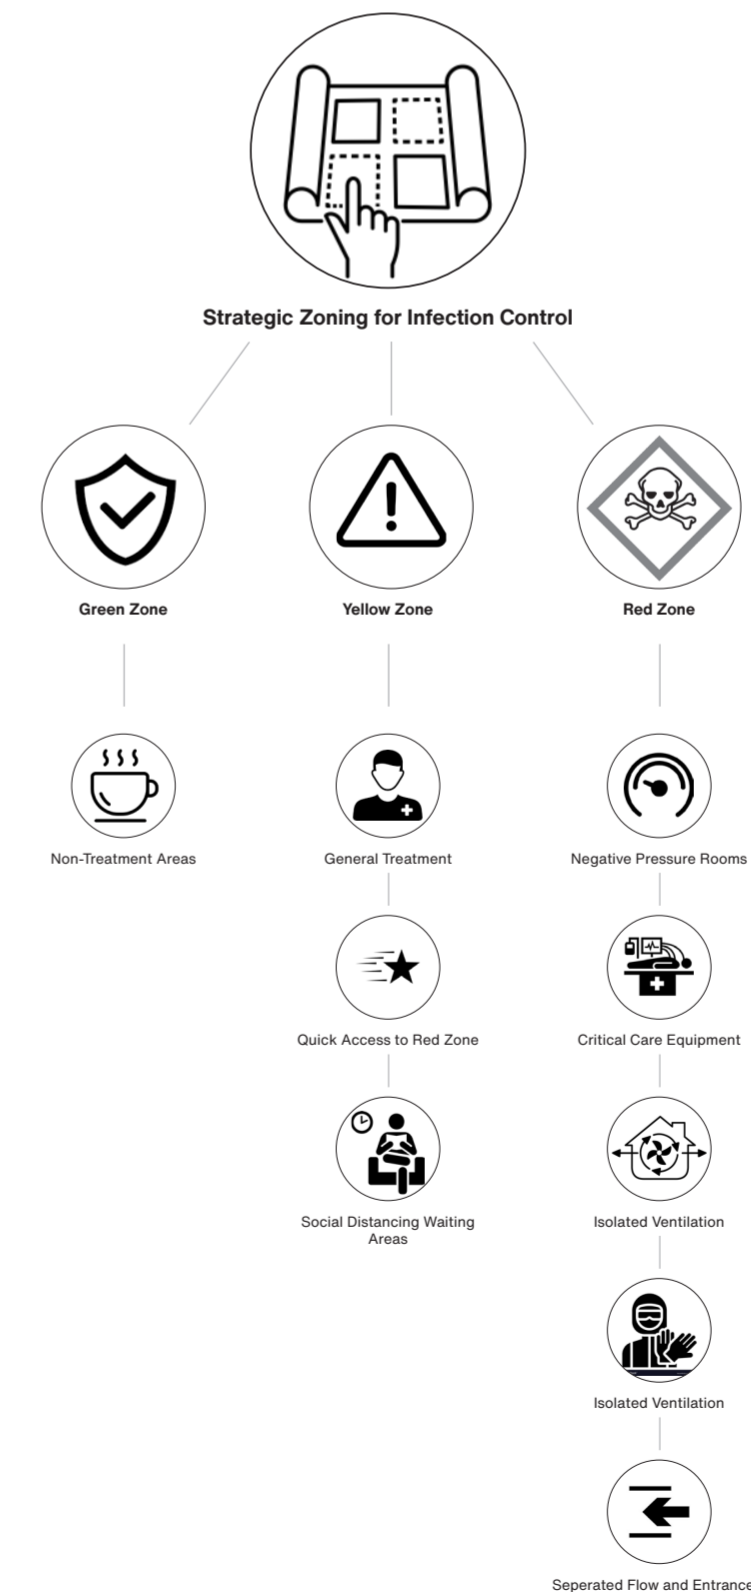 Strategic Zoning for Infection Control
Green Zone
Yellow Zone
Red Zone
Non-Treatment Areas
General Treatment
Negative Pressure Rooms
Quick Access to Red Zone
Critical Care Equipment
Social Distancing Waiting
Areas
Isolated Ventilation
Isolated Ventilation
Seperated Flow and Entrance